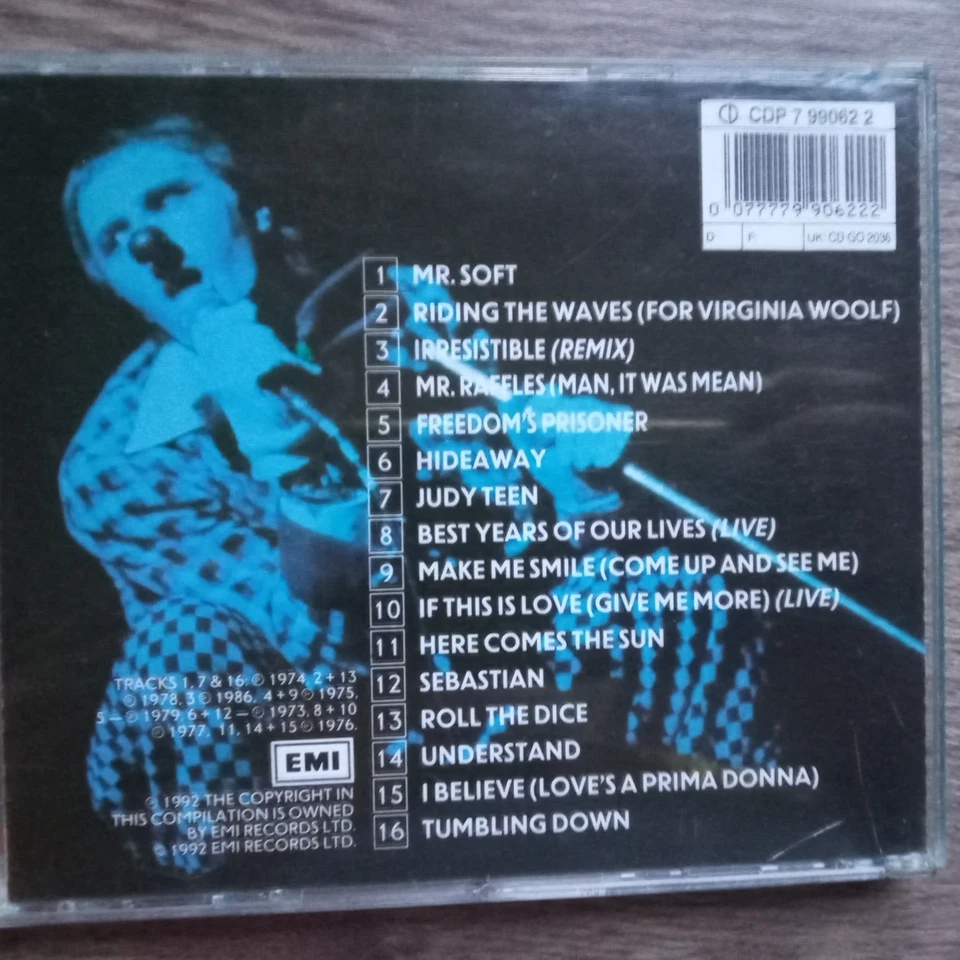 CD CDP 7 99062 2
0 077779 906222
D: F: UK: CD GO 2036
1 MR. SOFT
2 RIDING THE WAVES (FOR VIRGINIA WOOLF)
3 IRRESISTIBLE (REMIX)
4 MR. RAFFLES (MAN, IT WAS MEAN)
5 FREEDOM'S PRISONER
6 HIDEAWAY
7 JUDY TEEN
8 BEST YEARS OF OUR LIVES (LIVE)
9 MAKE ME SMILE (COME UP AND SEE ME)
10 IF THIS IS LOVE (GIVE ME MORE) (LIVE)
11 HERE COMES THE SUN
12 SEBASTIAN
13 ROLL THE DICE
14 UNDERSTAND
15 I BELIEVE (LOVE'S A PRIMA DONNA)
16 TUMBLING DOWN
TRACKS 1, 7 & 16: ℗ 1974, 2 + 13
℗ 1978, 3 ℗ 1986, 4 + 9 ℗ 1975,
5 — ℗ 1979, 6 + 12 — ℗ 1973, 8 + 10
℗ 1977, 11, 14 + 15 ℗ 1976.
EMI
℗ 1992 THE COPYRIGHT IN
THIS COMPILATION IS OWNED
BY EMI RECORDS LTD.
© 1992 EMI RECORDS LTD.